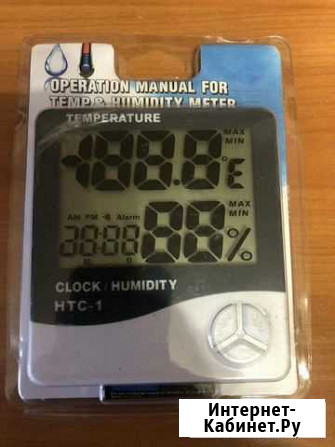 OPERATION MANUAL FOR
TEMP & HUMIDITY METER
TEMPERATURE
MAX
MIN
AM PM Alarm
MAX
MIN
%
CLOCK/HUMIDITY
HTC-1
Интернет-
Кабинет.Ру